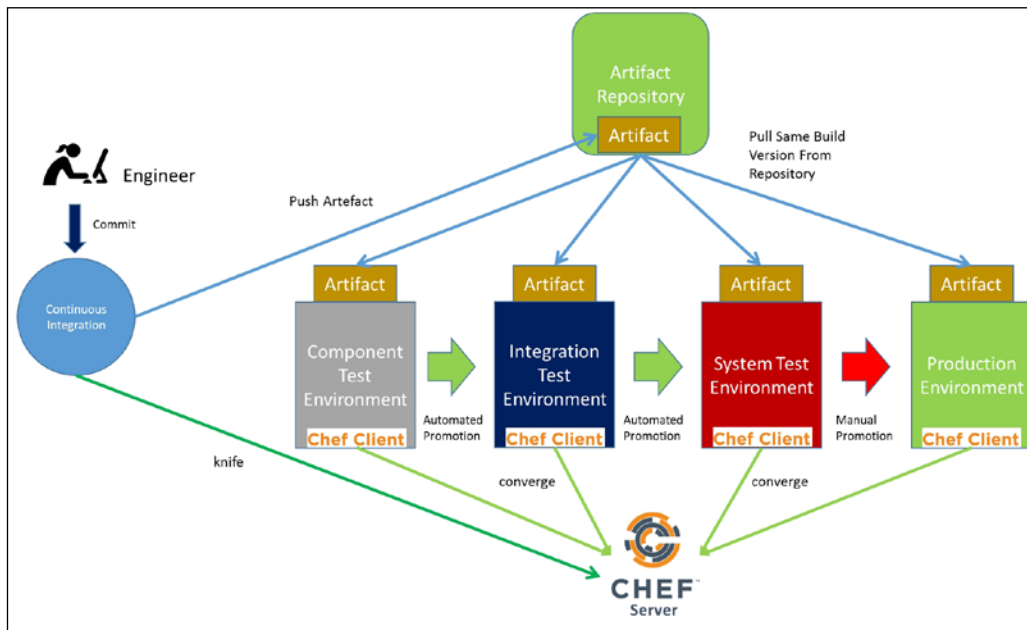 Artifact
Repository
Artifact
Pull Same Build
Version From
Repository
Engineer
Push Artefact
Commit
Continuous
Integration
Artifact
Artifact
Artifact
Artifact
Component
Test
Environment
Integration
Test
Environment
System Test
Environment
Production
Environment
Automated
Promotion
Automated
Promotion
Manual
Promotion
Chef Client
Chef Client
Chef Client
Chef Client
knife
converge
converge
CHEF™
Server